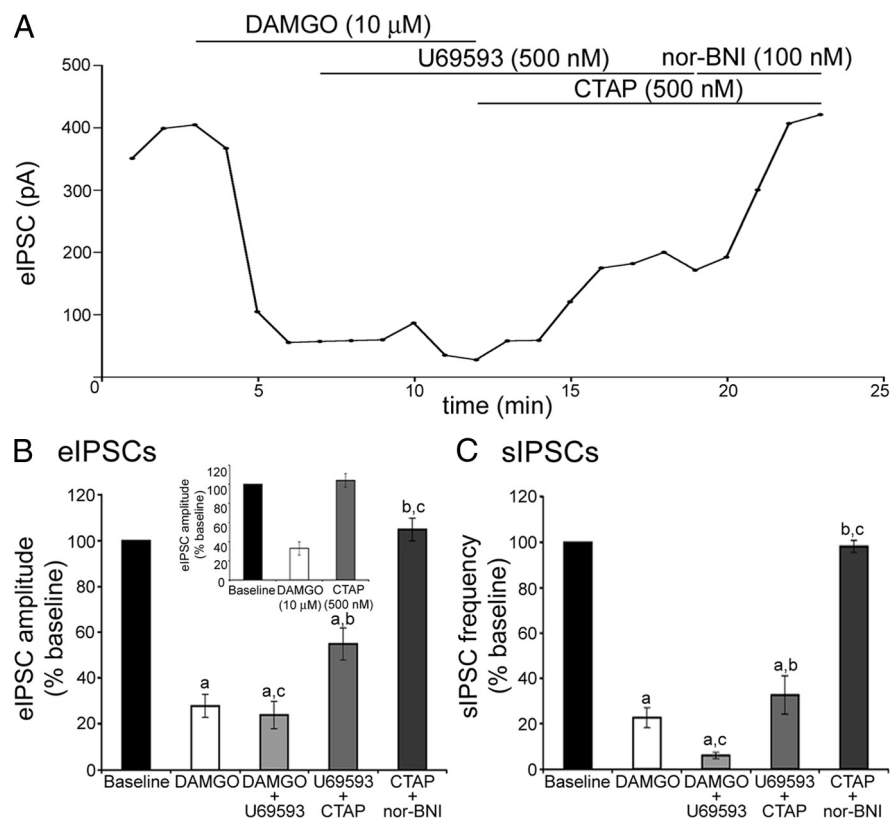 A
DAMGO (10 μM)
U69593 (500 nM)
nor-BNI (100 nM)
CTAP (500 nM)
500
400
300
200
100
0
eIPSC (pA)
5
10
15
20
25
time (min)
B eIPSCs
120
100
80
60
40
20
0
eIPSC amplitude
(% baseline)
a
a,c
a,b
b,c
Baseline
DAMGO
DAMGO
+
U69593
U69593
+
CTAP
CTAP
+
nor-BNI
120
100
80
60
40
20
0
eIPSC amplitude
(% baseline)
Baseline
DAMGO
(10 μM)
CTAP
(500 nM)
C sIPSCs
120
100
80
60
40
20
0
sIPSC frequency
(% baseline)
a
a,c
a,b
b,c
Baseline
DAMGO
DAMGO
+
U69593
U69593
+
CTAP
CTAP
+
nor-BNI